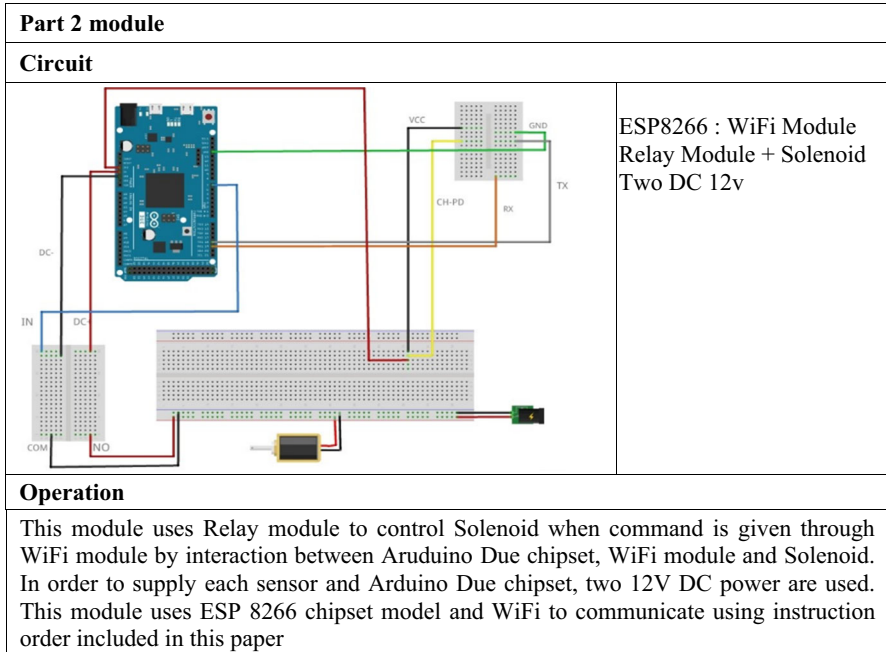 Part 2 module
Circuit
VCC
GND
CH-PD
RX
TX
DC-
IN
DC+
COM
NO
ESP8266 : WiFi Module
Relay Module + Solenoid
Two DC 12v
Operation
This module uses Relay module to control Solenoid when command is given through
WiFi module by interaction between Aruduino Due chipset, WiFi module and Solenoid.
In order to supply each sensor and Arduino Due chipset, two 12V DC power are used.
This module uses ESP 8266 chipset model and WiFi to communicate using instruction
order included in this paper